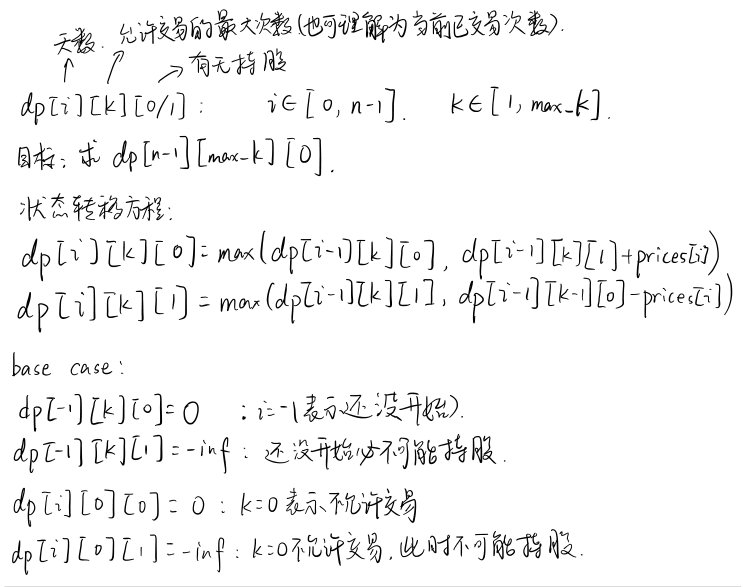 天数. 允许交易的最大次数(也可理解为当前已交易次数).
有无持股
dp[i][k][0/1]: i∈[0, n-1]. k∈[1, max_k].
目标: 求 dp[n-1][max-k][0].
状态转移方程:
dp[i][k][0] = max(dp[i-1][k][0], dp[i-1][k][1]+prices[i])
dp[i][k][1] = max(dp[i-1][k][1], dp[i-1][k-1][0]-prices[i])
base case:
dp[-1][k][0]=0 : i=-1表示还没开始).
dp[-1][k][1]=-inf: 还没开始必不可能持股.
dp[i][0][0] = 0 : k=0表示不允许交易
dp[i][0][1] = -inf: k=0不允许交易, 此时不可能持股.